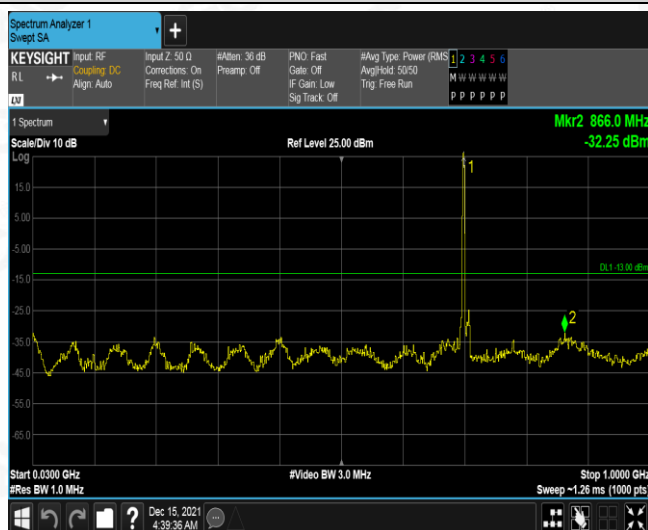 Spectrum Analyzer 1
Swept SA
+
KEYSIGHT
RL
LXI
Input: RF
Coupling: DC
Align: Auto
Input Z: 50 Ω
Corrections: On
Freq Ref: Int (S)
#Atten: 36 dB
Preamp: Off
PNO: Fast
Gate: Off
IF Gain: Low
Sig Track: Off
#Avg Type: Power (RMS
Avg|Hold: 50/50
Trig: Free Run
1 2 3 4 5 6
M W W W W W
P P P P P P
1 Spectrum
Scale/Div 10 dB
Ref Level 25.00 dBm
Mkr2 866.0 MHz
-32.25 dBm
Log
15.0
5.00
-5.00
-15.0
-25.0
-35.0
-45.0
-55.0
-65.0
1
DL1 -13.00 dBm
2
Start 0.0300 GHz
#Res BW 1.0 MHz
#Video BW 3.0 MHz
Stop 1.0000 GHz
Sweep ~1.26 ms (1000 pts)
?
Dec 15, 2021
4:39:36 AM